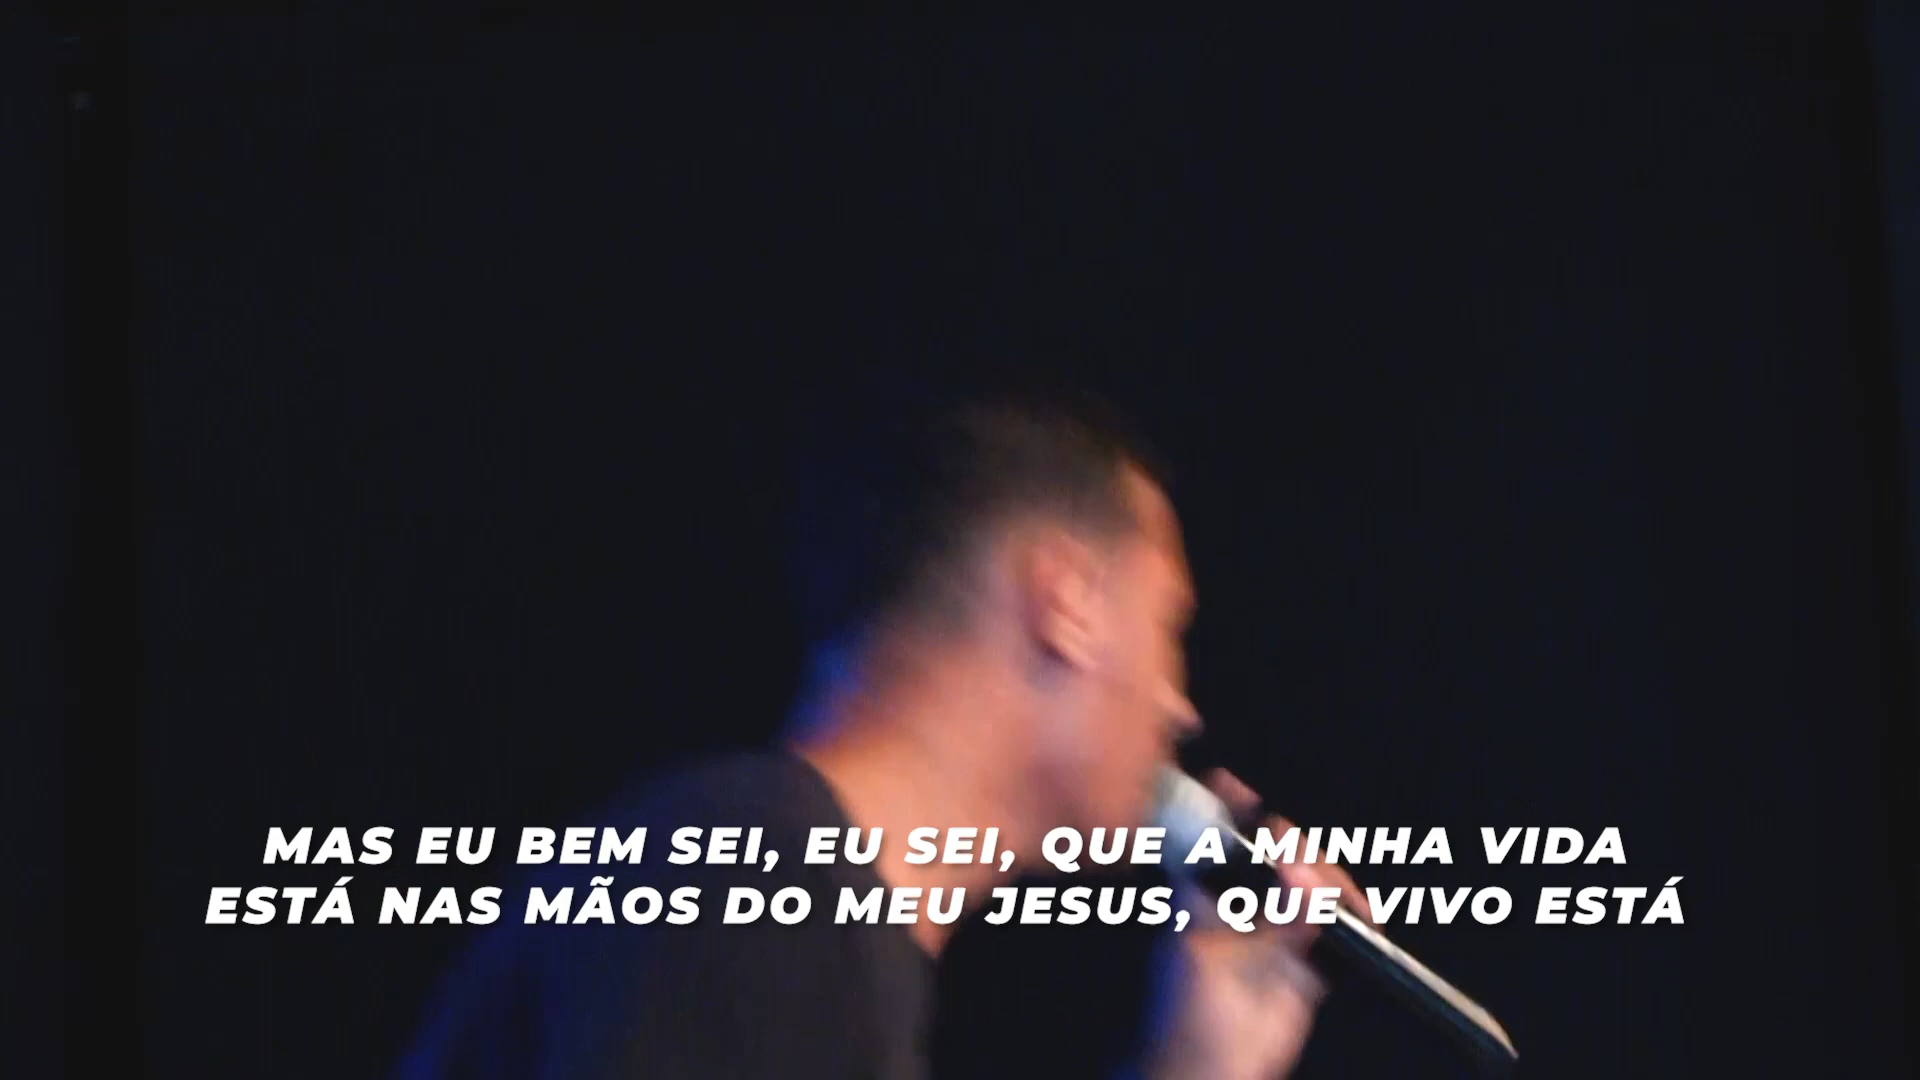 MAS EU BEM SEI, EU SEI, QUE A MINHA VIDA
ESTÁ NAS MÃOS DO MEU JESUS, QUE VIVO ESTÁ